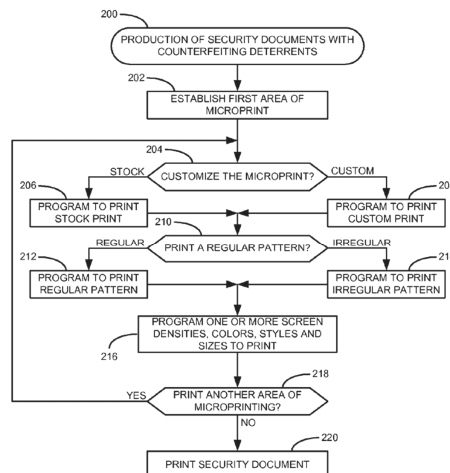 200
PRODUCTION OF SECURITY DOCUMENTS WITH
COUNTERFEITING DETERRENTS
202
ESTABLISH FIRST AREA OF
MICROPRINT
204
STOCK
CUSTOMIZE THE MICROPRINT?
CUSTOM
206
20
PROGRAM TO PRINT
STOCK PRINT
PROGRAM TO PRINT
CUSTOM PRINT
210
REGULAR
PRINT A REGULAR PATTERN?
IRREGULAR
212
21
PROGRAM TO PRINT
REGULAR PATTERN
PROGRAM TO PRINT
IRREGULAR PATTERN
PROGRAM ONE OR MORE SCREEN
DENSITIES, COLORS, STYLES AND
SIZES TO PRINT
216
218
YES
PRINT ANOTHER AREA OF
MICROPRINTING?
NO
220
PRINT SECURITY DOCUMENT